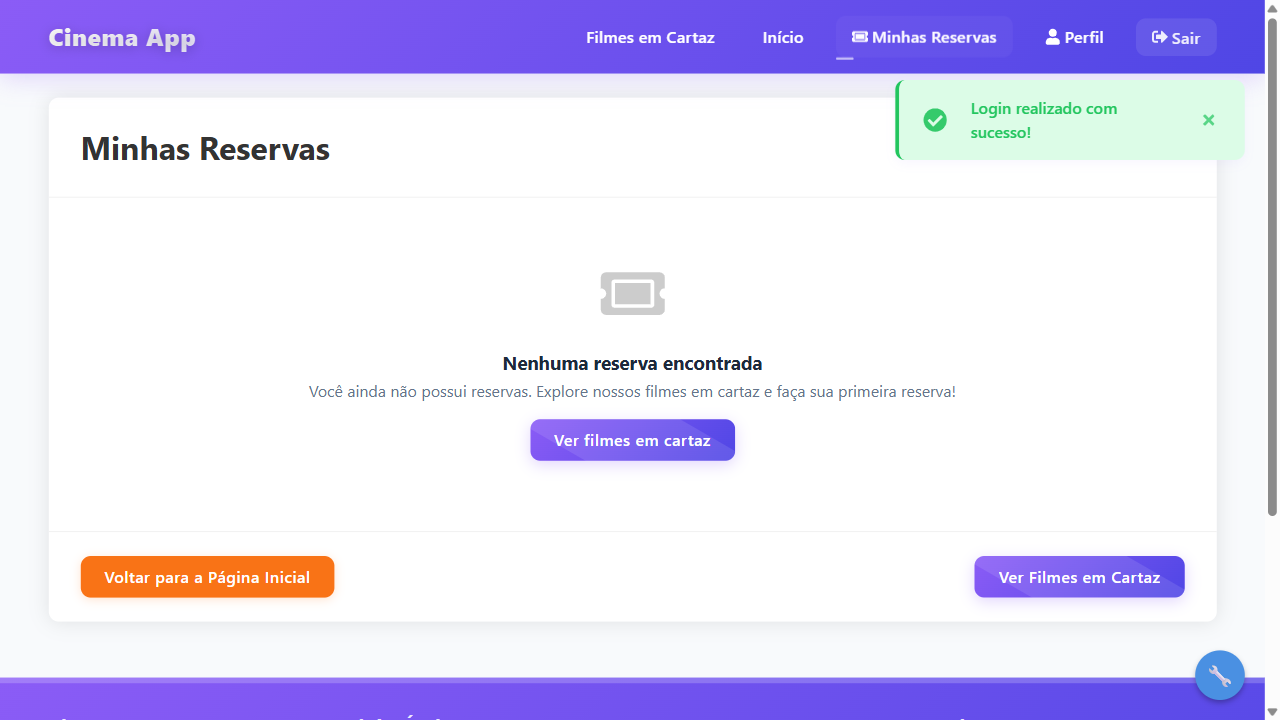 Cinema App
Filmes em Cartaz
Início
Minhas Reservas
Perfil
Sair
Login realizado com
sucesso!
Minhas Reservas
Nenhuma reserva encontrada
Você ainda não possui reservas. Explore nossos filmes em cartaz e faça sua primeira reserva!
Ver filmes em cartaz
Voltar para a Página Inicial
Ver Filmes em Cartaz